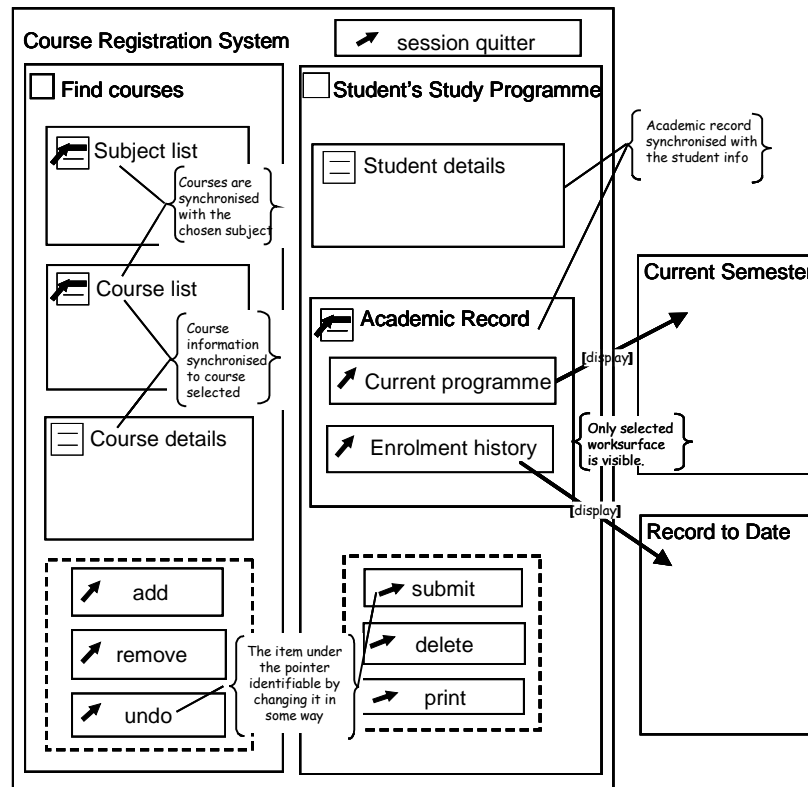 Course Registration System
session quitter
Find courses
Subject list
Courses are
synchronised
with the
chosen subject
Course list
Course
information
synchronised
to course
selected
Course details
add
remove
undo
Student's Study Programme
Student details
Academic record
synchronised with
the student info
Academic Record
Current programme
[display]
Enrolment history
[display]
Only selected
worksurface
is visible.
submit
delete
print
The item under
the pointer
identifiable by
changing it in
some way
Current Semester
Record to Date